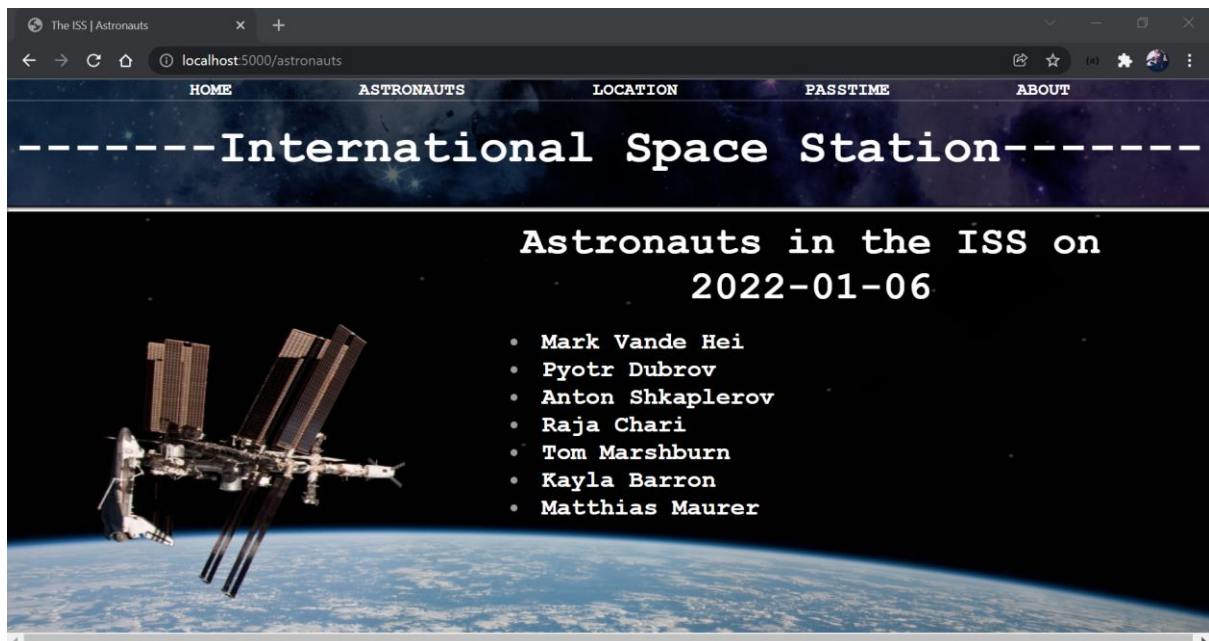 The ISS | Astronauts
localhost:5000/astronauts
HOME ASTRONAUTS LOCATION PASSTIME ABOUT
-------International Space Station-------
Astronauts in the ISS on
2022-01-06
Mark Vande Hei
Pyotr Dubrov
Anton Shkaplerov
Raja Chari
Tom Marshburn
Kayla Barron
Matthias Maurer